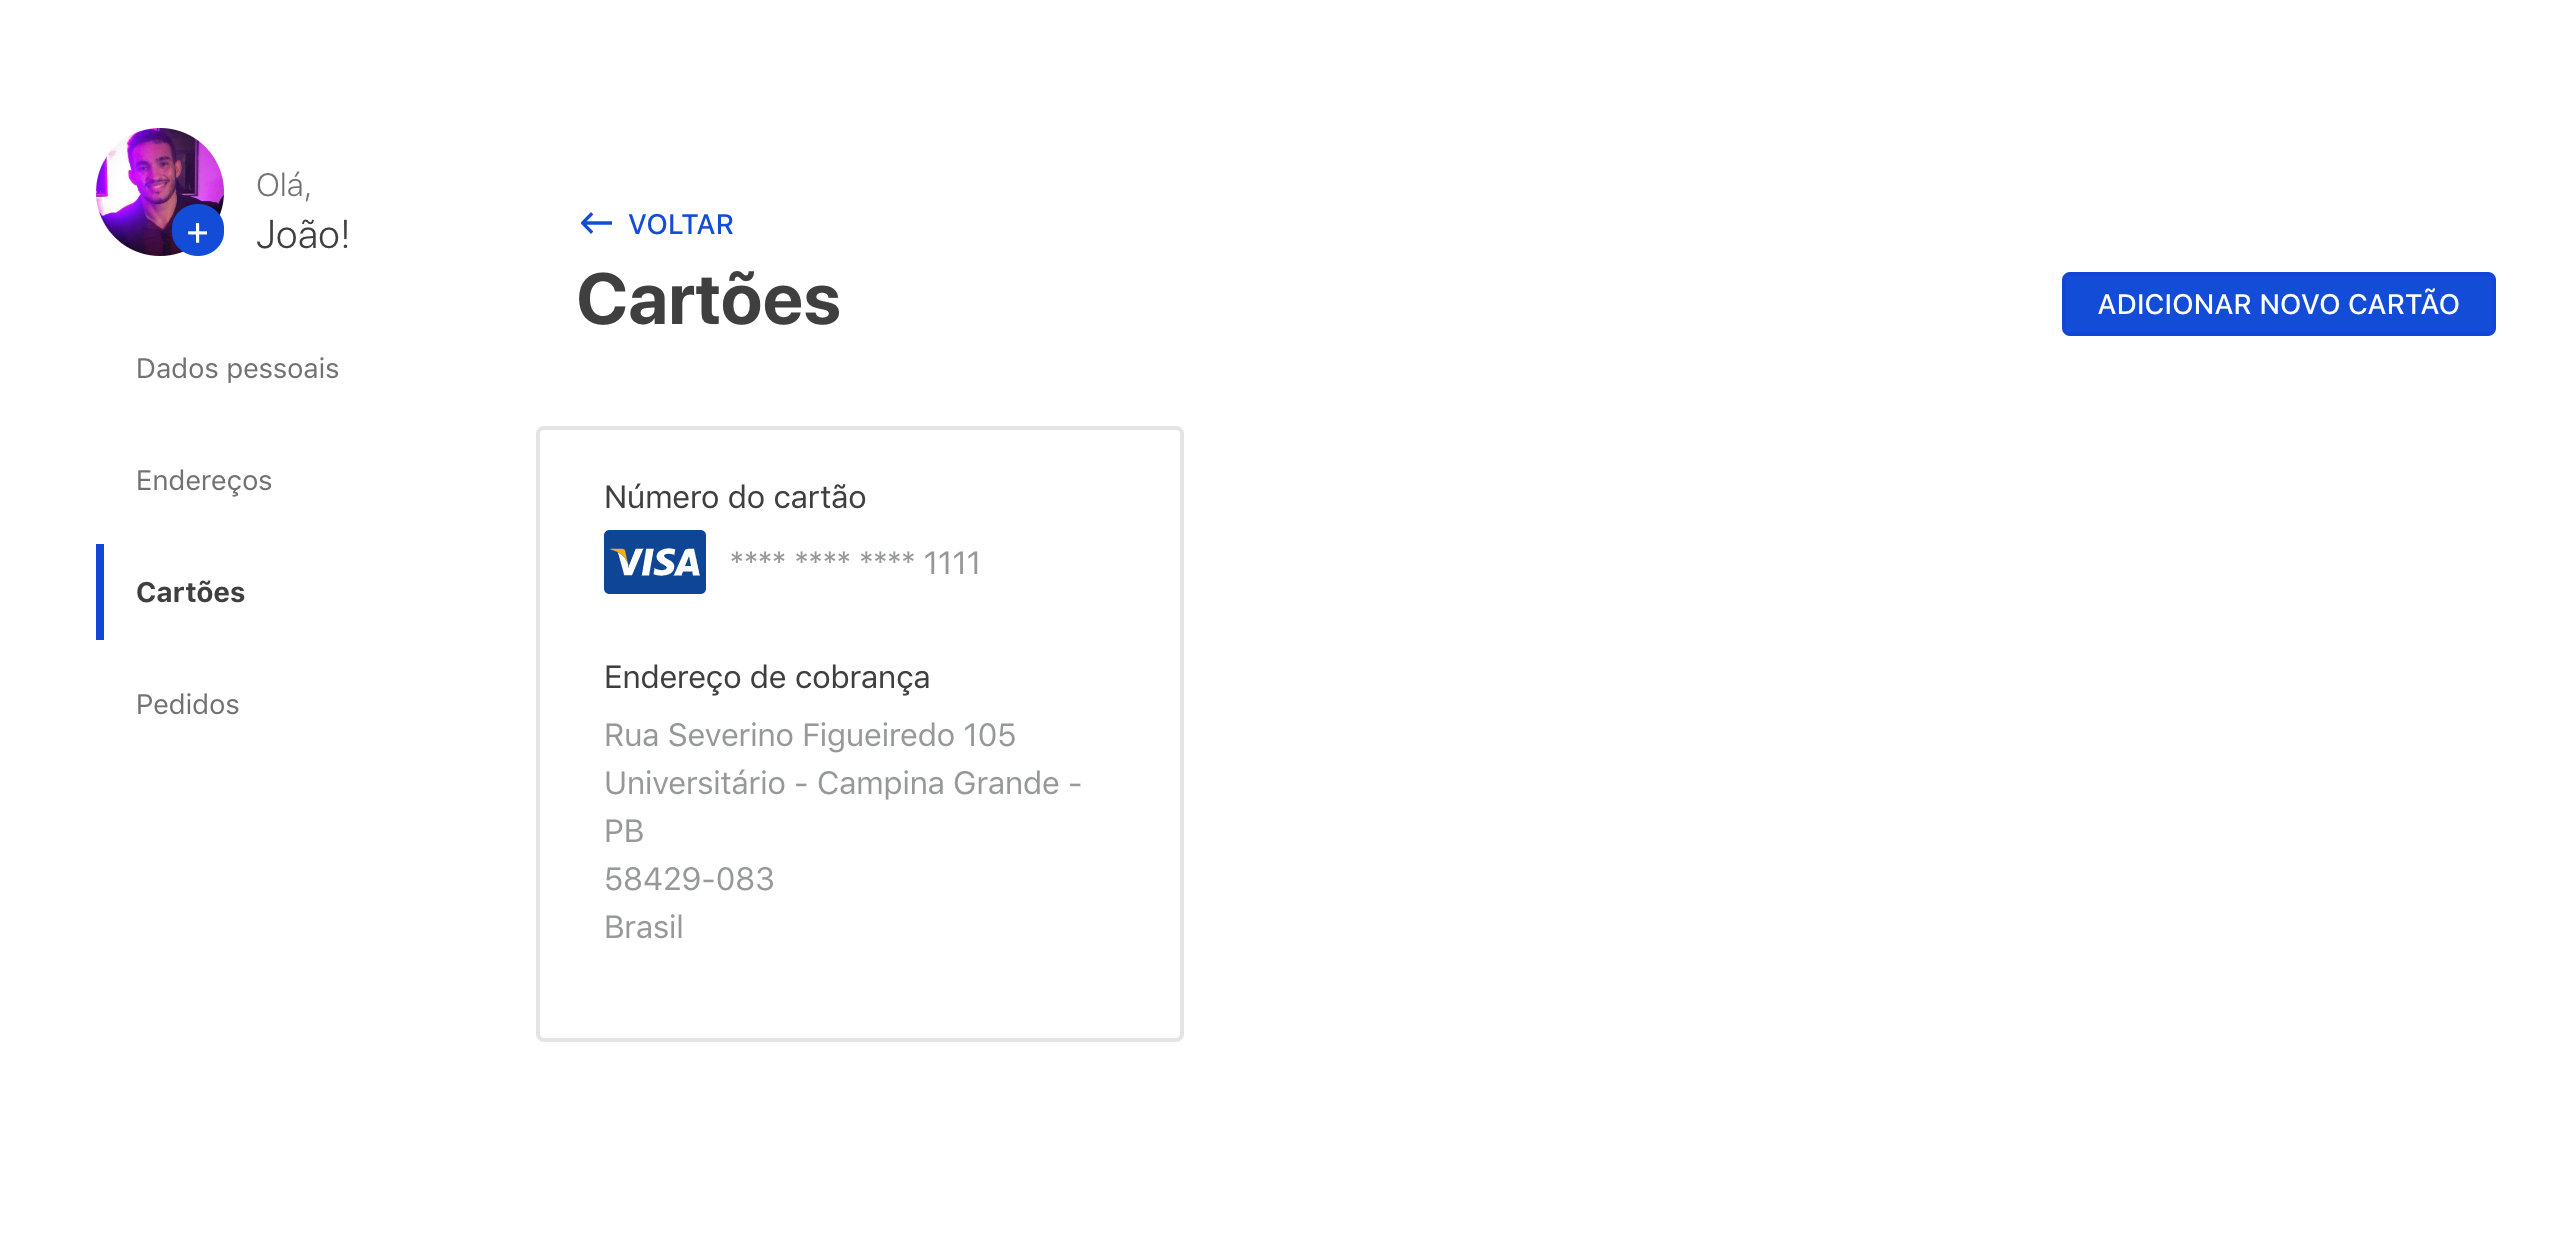 Olá,
João!
Dados pessoais
Endereços
Cartões
Pedidos
← VOLTAR
Cartões
ADICIONAR NOVO CARTÃO
Número do cartão
VISA **** **** **** 1111
Endereço de cobrança
Rua Severino Figueiredo 105
Universitário - Campina Grande -
PB
58429-083
Brasil